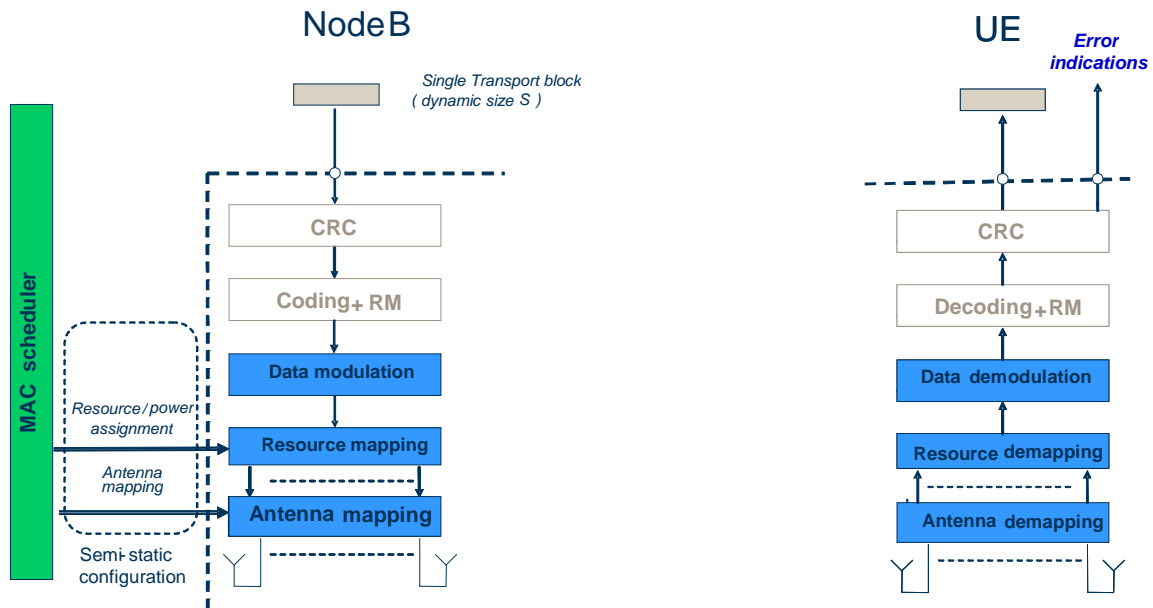 NodeB
UE
Error
indications
Single Transport block
( dynamic size S )
MAC scheduler
CRC
Coding+ RM
Data modulation
Resource / power
assignment
Resource mapping
Antenna
mapping
Antenna mapping
Semi-static
configuration
CRC
Decoding+RM
Data demodulation
Resource demapping
Antenna demapping